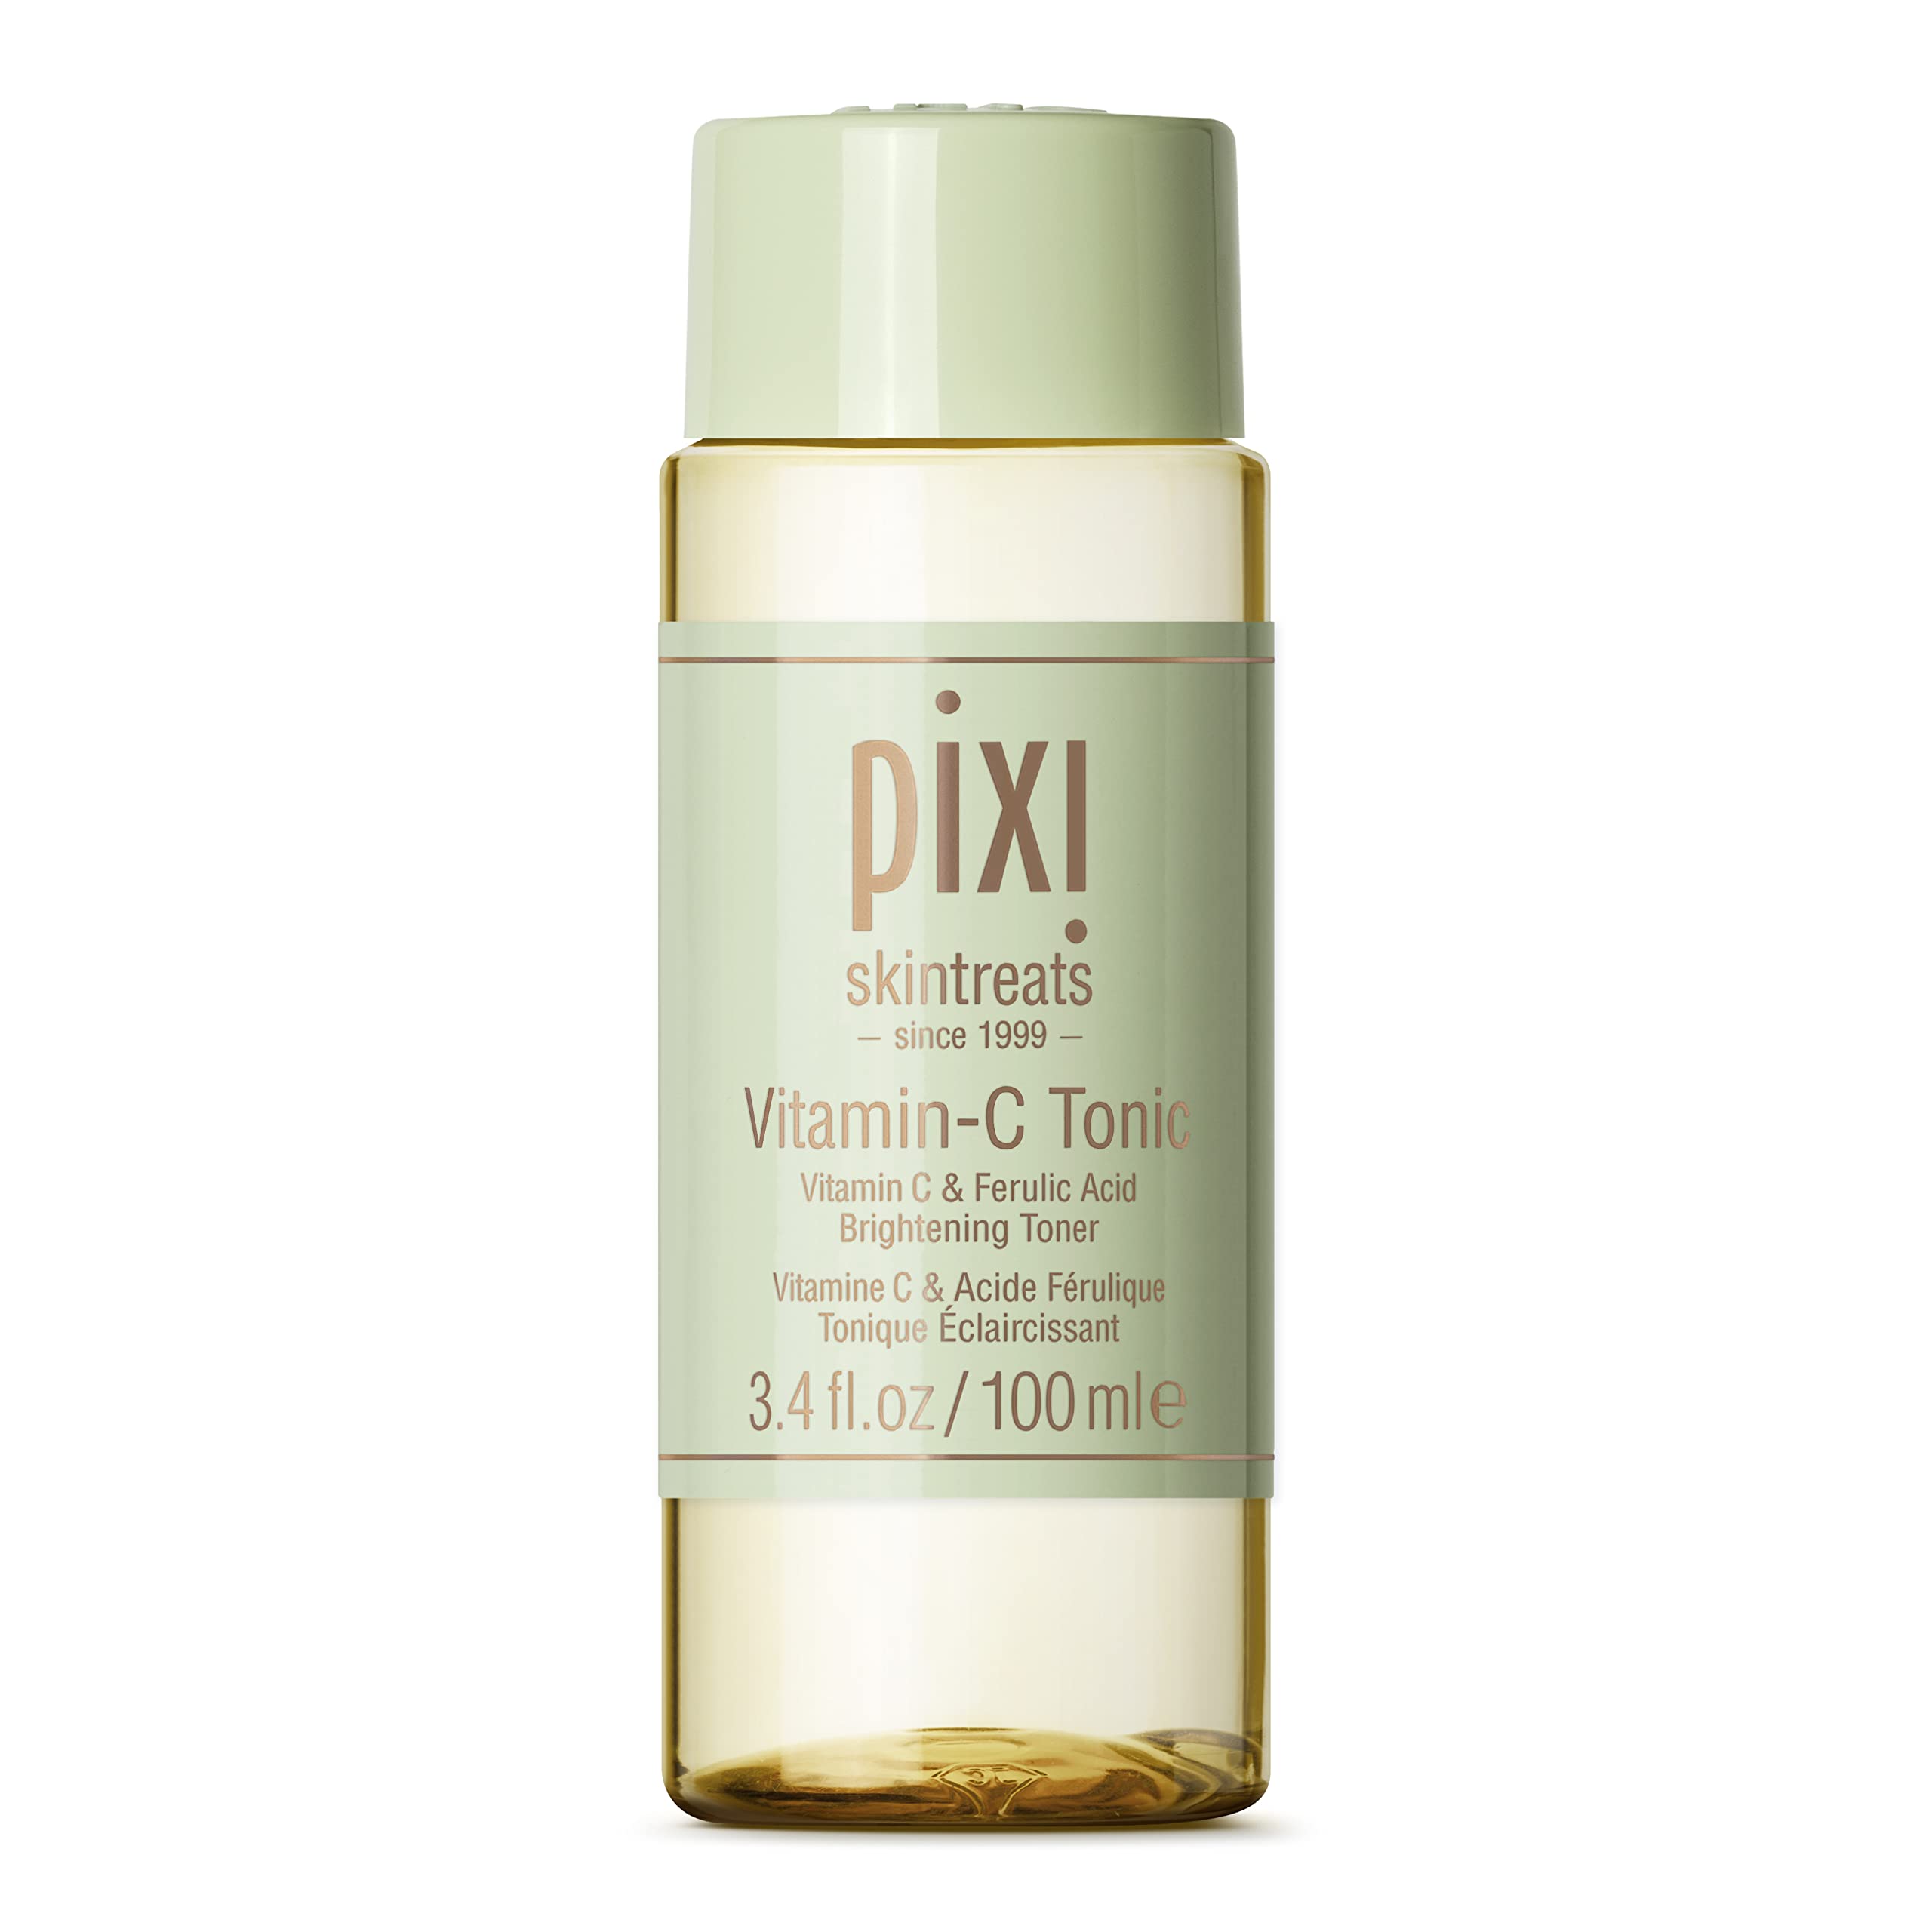 pixi
skintreats
– since 1999 –
Vitamin-C Tonic
Vitamin C & Ferulic Acid
Brightening Toner
Vitamine C & Acide Férulique
Tonique Éclaircissant
3.4 fl.oz / 100 ml e